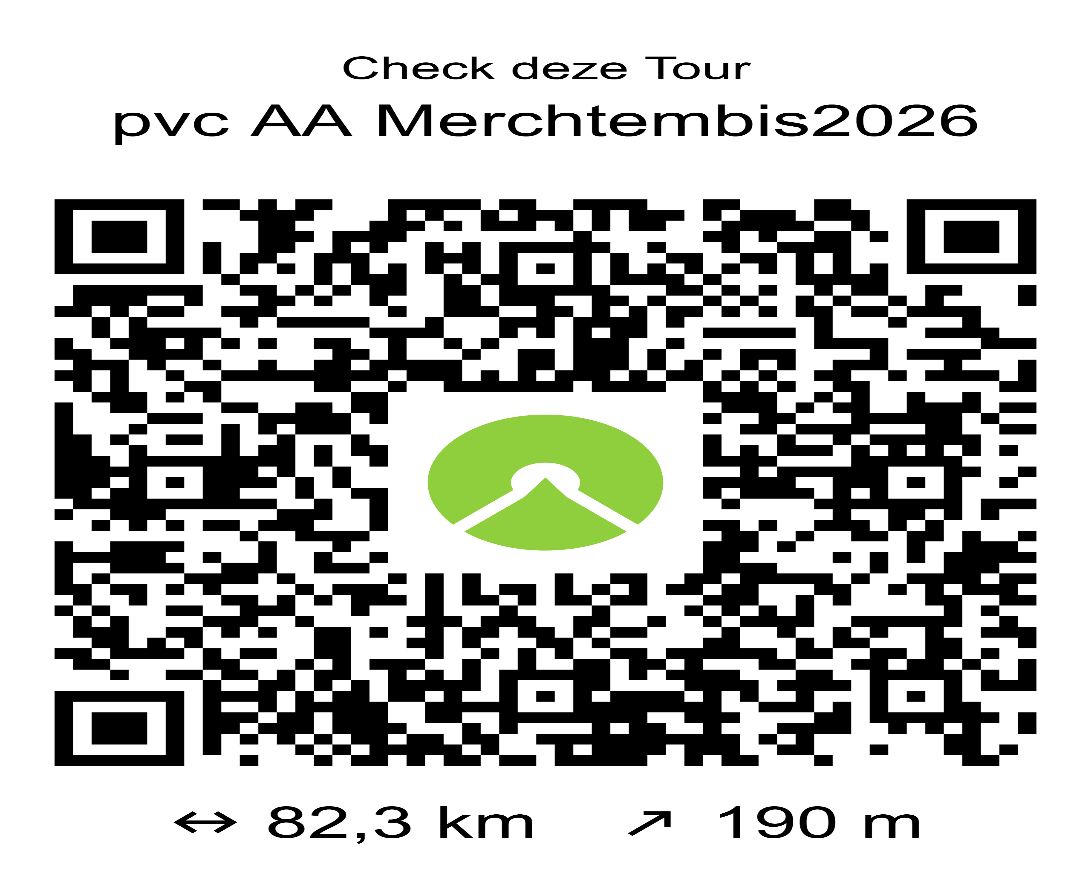 Check deze Tour
pvc AA Merchtembis2026
↔ 82,3 km ↗ 190 m